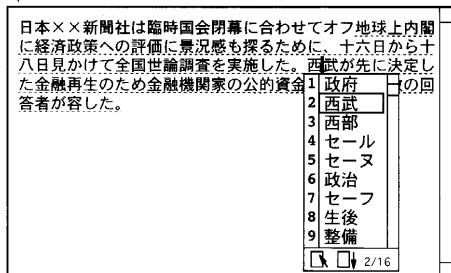 日本××新聞社は臨時国会閉幕に合わせてオフ地球上内閣
に経済政策への評価に景況感も探るために、十六日から十
八日見かけて全国世論調査を実施した。西武が先に決定し
た金融再生のため金融機関家の公的資金 の回
答者が容した。
1 政府
2 西武
3 西部
4 セール
5 セーヌ
6 政治
7 セーフ
8 生後
9 整備
2/16